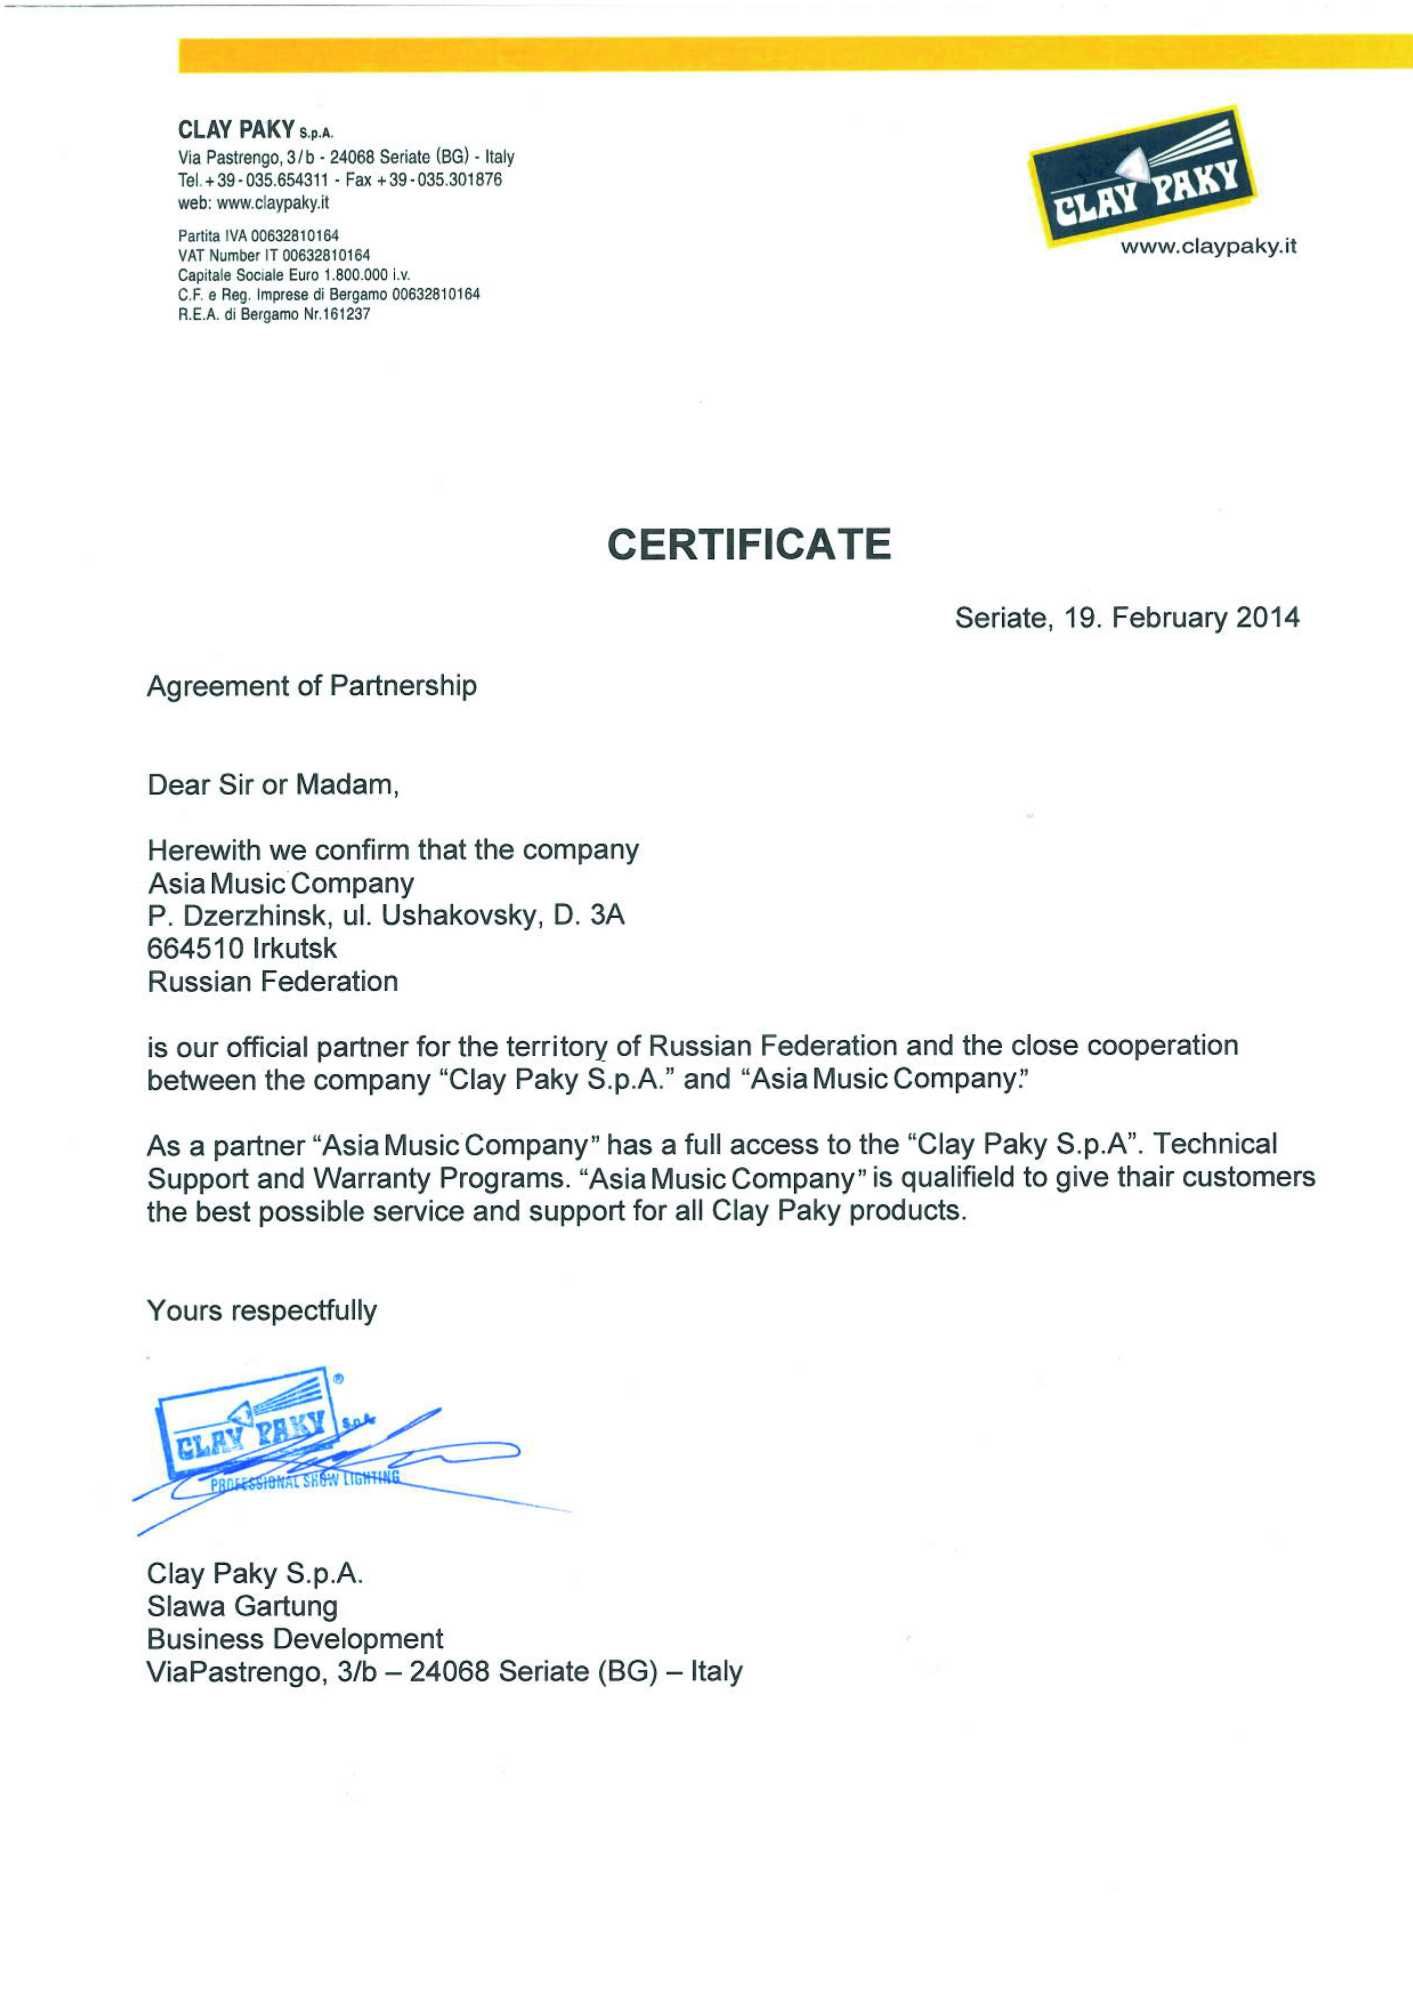 CLAY PAKY S.p.A.
Via Pastrengo, 3/b - 24068 Seriate (BG) - Italy
Tel. +39-035.654311 - Fax +39-035.301876
web: www.claypaky.it
Partita IVA 00632810164
VAT Number IT 00632810164
Capitale Sociale Euro 1.800.000 i.v.
C.F. e Reg. Imprese di Bergamo 00632810164
R.E.A. di Bergamo Nr.161237
CLAY PAKY
www.claypaky.it
CERTIFICATE
Seriate, 19. February 2014
Agreement of Partnership
Dear Sir or Madam,
Herewith we confirm that the company
Asia Music Company
P. Dzerzhinsk, ul. Ushakovsky, D. 3A
664510 Irkutsk
Russian Federation
is our official partner for the territory of Russian Federation and the close cooperation
between the company “Clay Paky S.p.A.” and “Asia Music Company.”
As a partner “Asia Music Company” has a full access to the “Clay Paky S.p.A”. Technical
Support and Warranty Programs. “Asia Music Company” is qualifield to give thair customers
the best possible service and support for all Clay Paky products.
Yours respectfully
CLAY PAKY S.p.A. ®
PROFESSIONAL SHOW LIGHTING
Clay Paky S.p.A.
Slawa Gartung
Business Development
ViaPastrengo, 3/b – 24068 Seriate (BG) – Italy